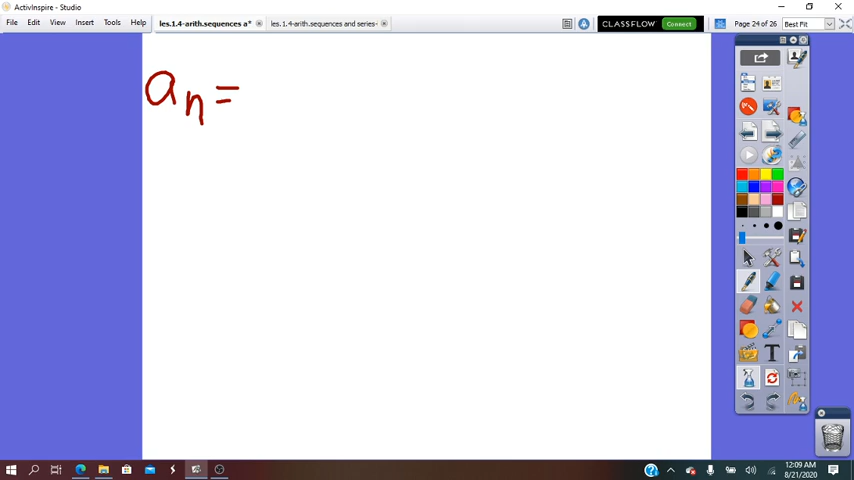 ActivInspire - Studio
File Edit View Insert Tools Help
les.1.4-arith.sequences a*
les.1.4-arith.sequences and series-
CLASSFLOW Connect
Page 24 of 26
Best Fit
aₙ =
T
12:09 AM
8/21/2020